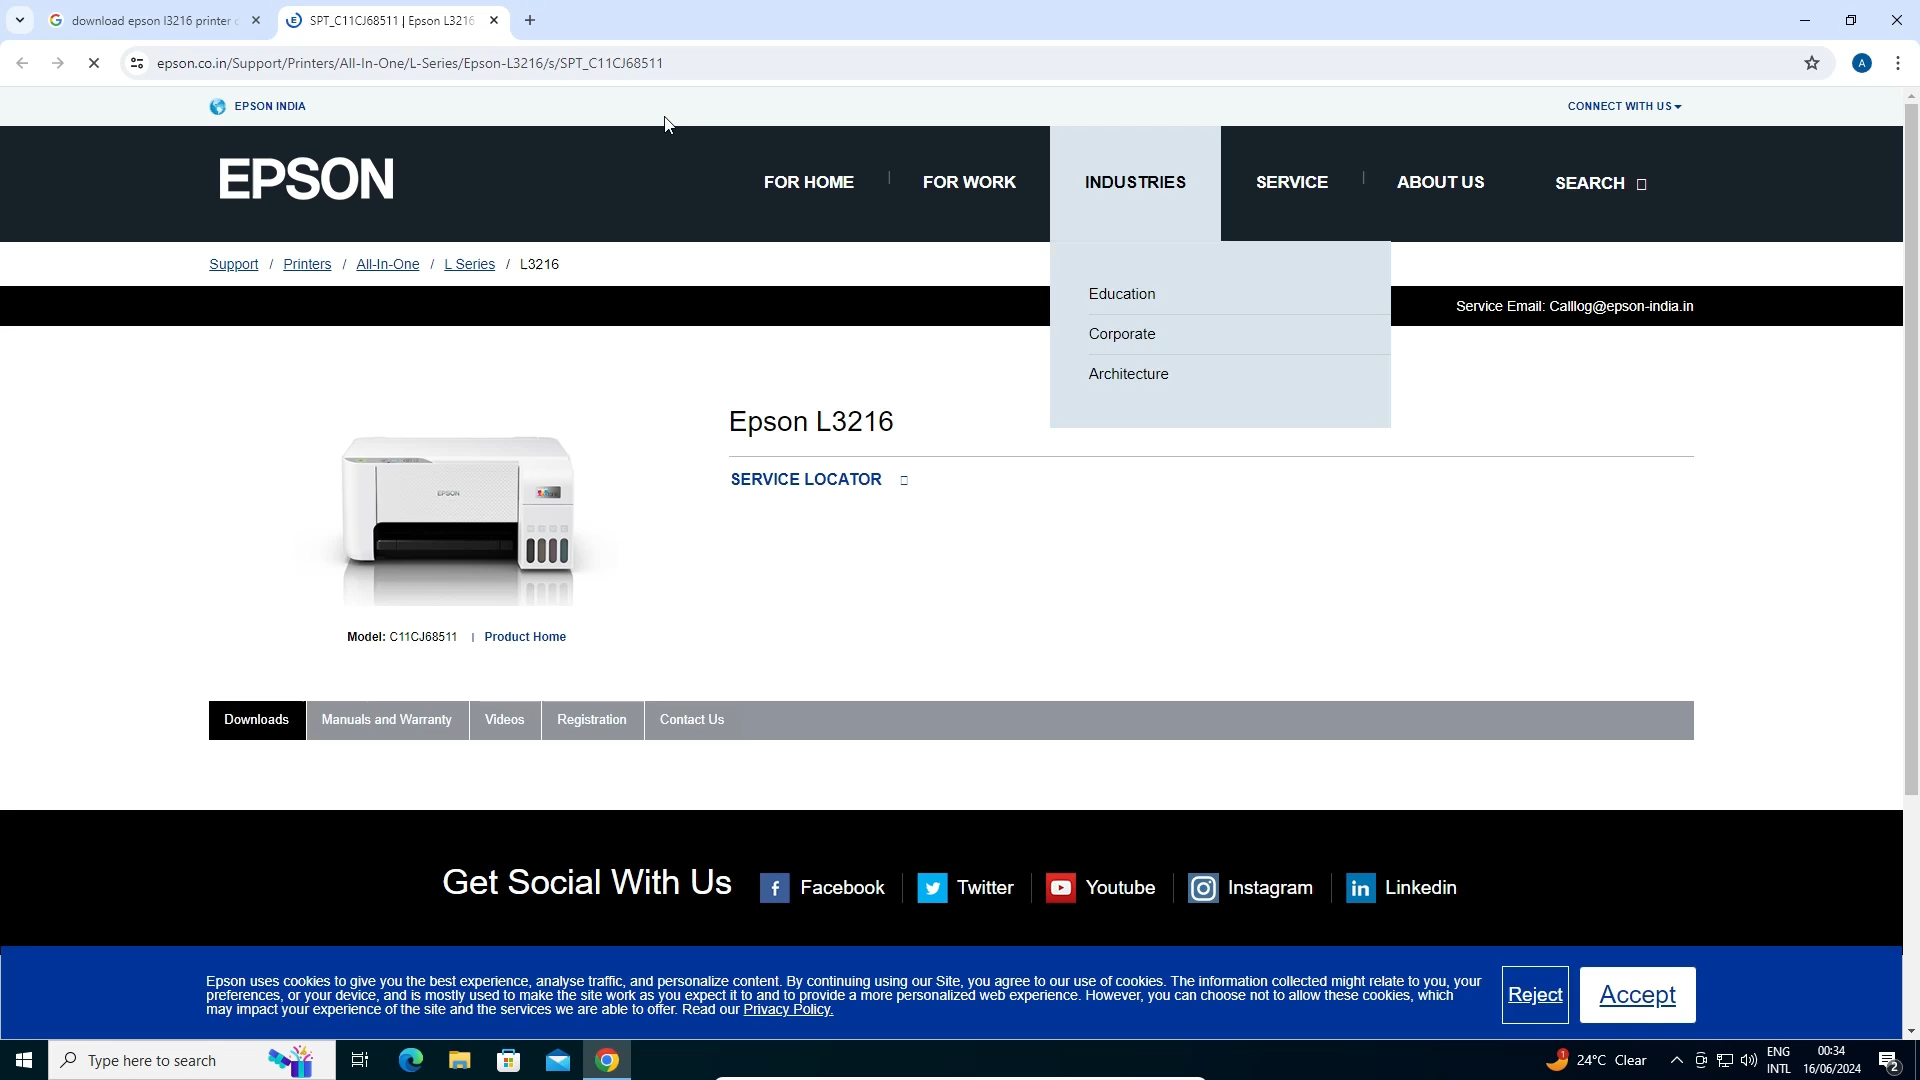 download epson l3216 printer
SPT_C11CJ68511 | Epson L3216
epson.co.in/Support/Printers/All-In-One/L-Series/Epson-L3216/s/SPT_C11CJ68511
A
EPSON INDIA
CONNECT WITH US
EPSON
FOR HOME
FOR WORK
INDUSTRIES
SERVICE
ABOUT US
SEARCH
Support / Printers / All-In-One / L Series / L3216
Service Email: Calllog@epson-india.in
Education
Corporate
Architecture
Epson L3216
SERVICE LOCATOR
EPSON
Model: C11CJ68511 | Product Home
Downloads
Manuals and Warranty
Videos
Registration
Contact Us
Get Social With Us
Facebook
Twitter
Youtube
Instagram
Linkedin
Epson uses cookies to give you the best experience, analyse traffic, and personalize content. By continuing using our Site, you agree to our use of cookies. The information collected might relate to you, your
preferences, or your device, and is mostly used to make the site work as you expect it to and to provide a more personalized web experience. However, you can choose not to allow these cookies, which
may impact your experience of the site and the services we are able to offer. Read our Privacy Policy.
Reject
Accept
Type here to search
1
24°C Clear
ENG
INTL
00:34
16/06/2024
2